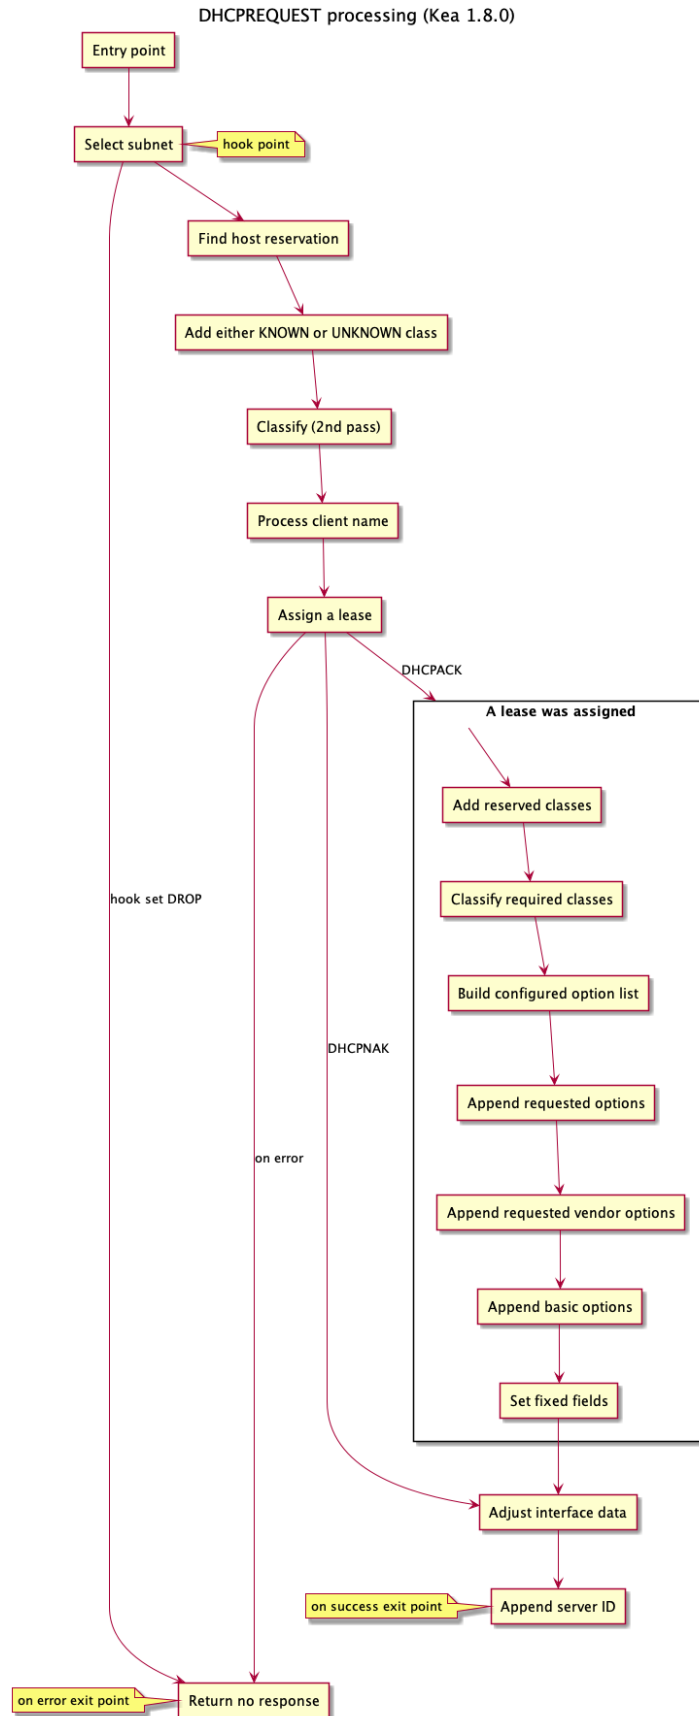 DHCPREQUEST processing (Kea 1.8.0)
Entry point
Select subnet
hook point
Find host reservation
Add either KNOWN or UNKNOWN class
Classify (2nd pass)
Process client name
Assign a lease
DHCPACK
A lease was assigned
Add reserved classes
hook set DROP
Classify required classes
Build configured option list
DHCPNAK
Append requested options
on error
Append requested vendor options
Append basic options
Set fixed fields
Adjust interface data
on success exit point
Append server ID
on error exit point
Return no response